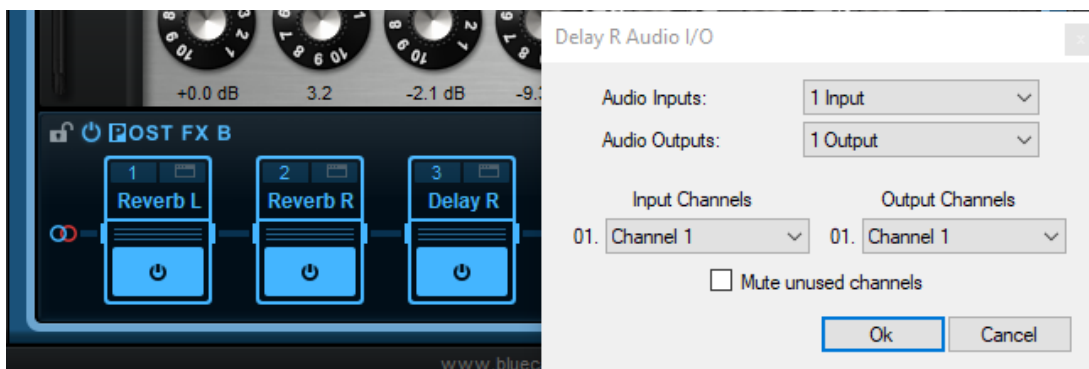 +0.0 dB
3.2
-2.1 dB
POST FX B
1
2
3
Reverb L
Reverb R
Delay R
Delay R Audio I/O
Audio Inputs:
1 Input
Audio Outputs:
1 Output
Input Channels
Output Channels
01. Channel 1
01. Channel 1
Mute unused channels
Ok
Cancel